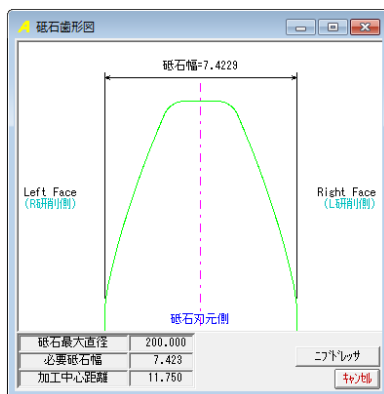 砥石歯形図
砥石幅=7.4229
Left Face
(R研削側)
Right Face
(L研削側)
砥石刃元側
砥石最大直径 200.000
必要砥石幅 7.423
加工中心距離 11.750
ニブドレッサ
キャンセル